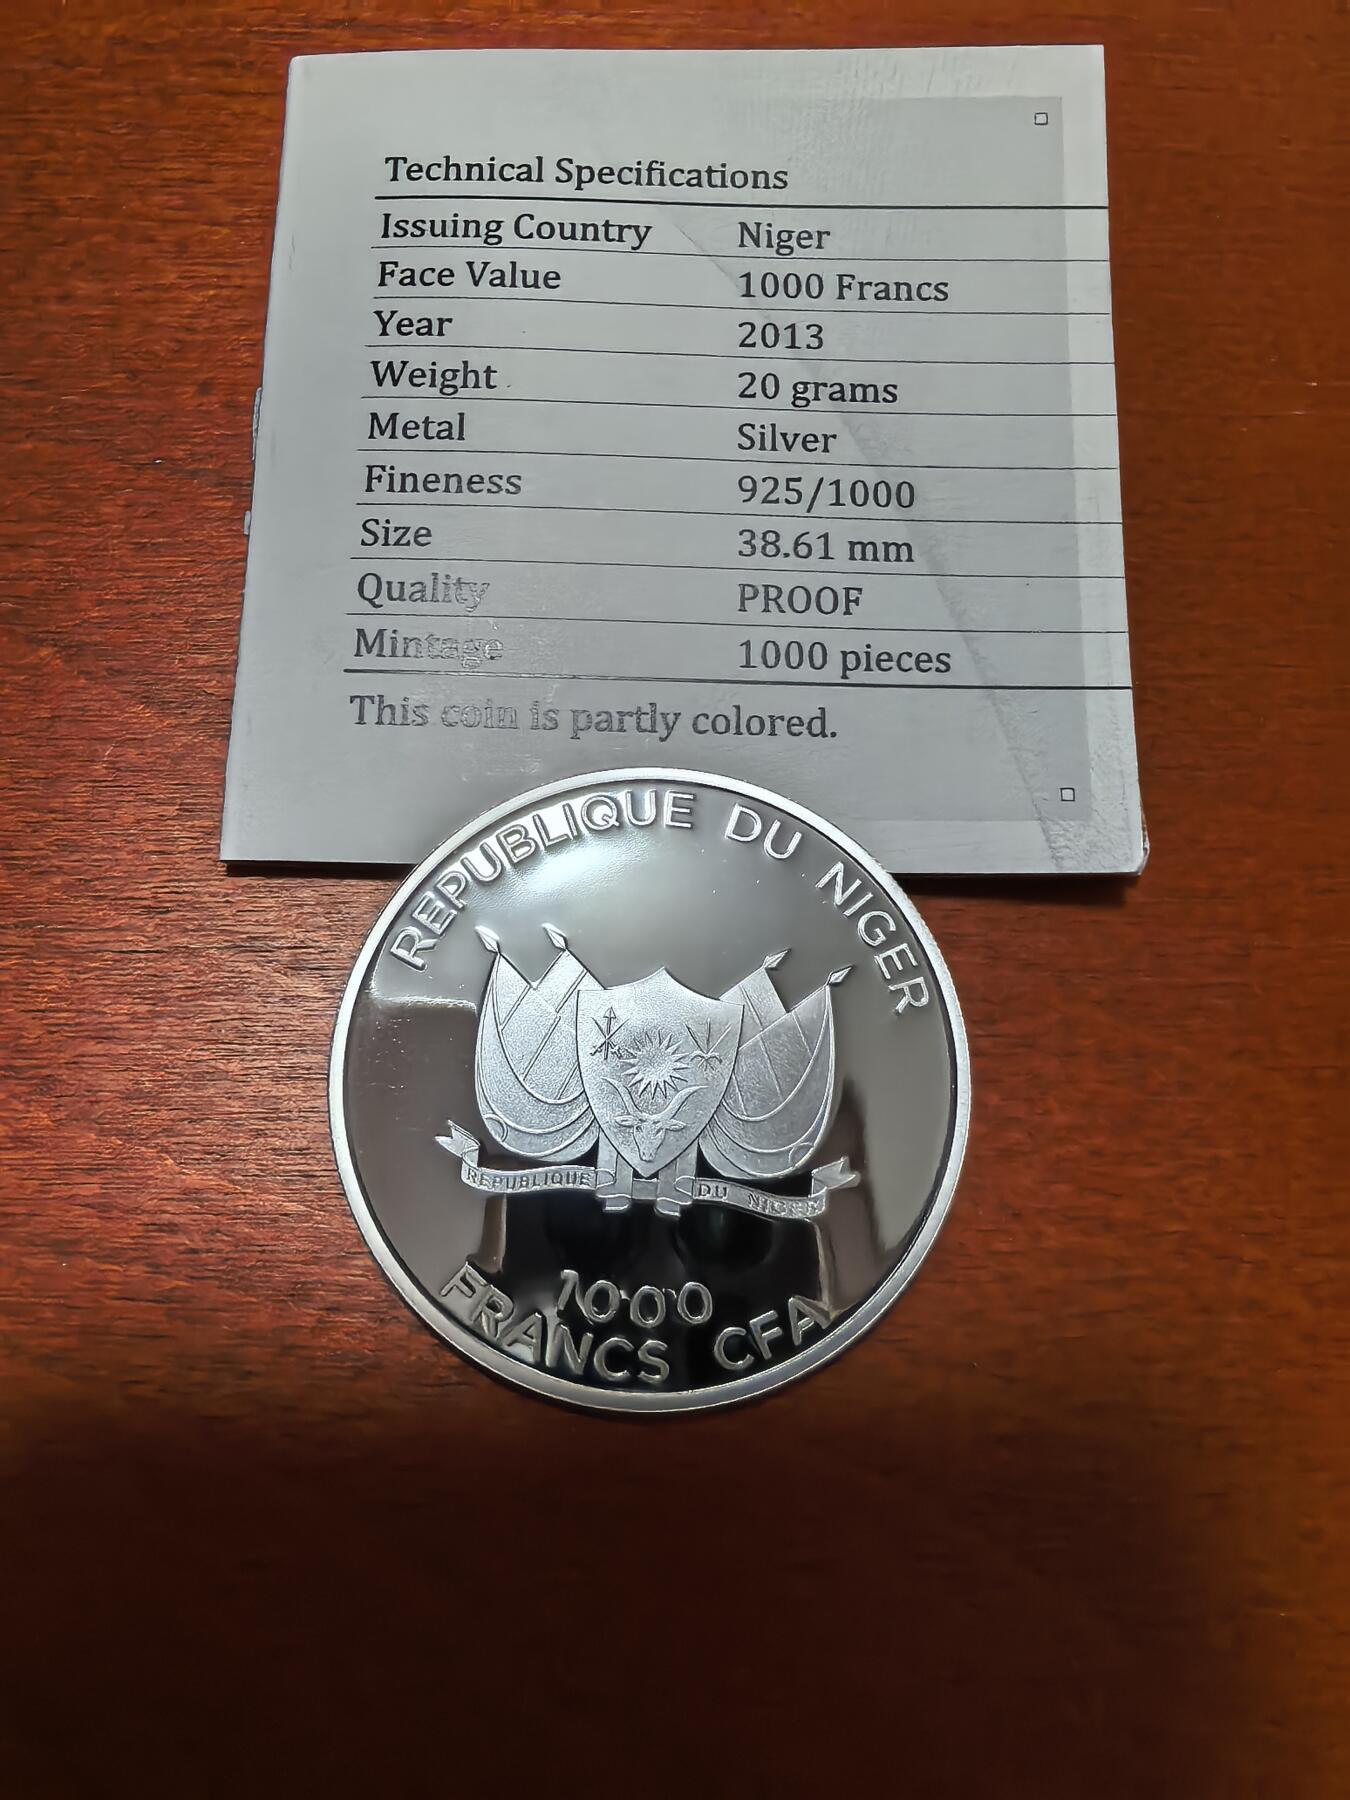 Technical Specifications
Issuing Country Niger
Face Value 1000 Francs
Year 2013
Weight 20 grams
Metal Silver
Fineness 925/1000
Size 38.61 mm
Quality PROOF
Mintage 1000 pieces
This coin is partly colored.
REPUBLIQUE DU NIGER
REPUBLIQUE DU NIGER
1000
FRANCS CFA